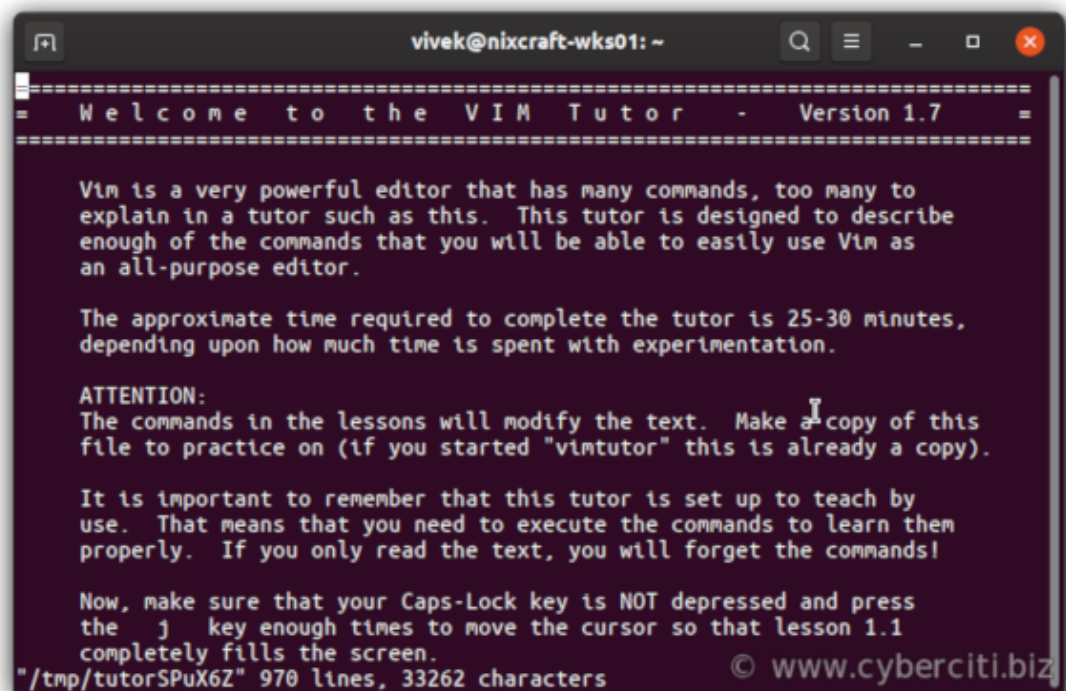 vivek@nixcraft-wks01: ~
===============================================================================
=    W e l c o m e   t o   t h e   V I M   T u t o r    -    Version 1.7      =
===============================================================================
Vim is a very powerful editor that has many commands, too many to
explain in a tutor such as this.  This tutor is designed to describe
enough of the commands that you will be able to easily use Vim as
an all-purpose editor.
The approximate time required to complete the tutor is 25-30 minutes,
depending upon how much time is spent with experimentation.
ATTENTION:
The commands in the lessons will modify the text.  Make a copy of this
file to practice on (if you started "vimtutor" this is already a copy).
It is important to remember that this tutor is set up to teach by
use.  That means that you need to execute the commands to learn them
properly.  If you only read the text, you will forget the commands!
Now, make sure that your Caps-Lock key is NOT depressed and press
the   j   key enough times to move the cursor so that lesson 1.1
completely fills the screen.
"/tmp/tutorSPuX6Z" 970 lines, 33262 characters
© www.cyberciti.biz